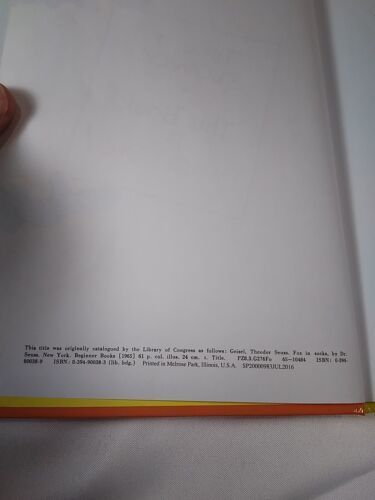 This title was originally catalogued by the Library of Congress as follows: Geisel, Theodor Seuss. Fox in socks, by Dr.
Seuss. New York. Beginner Books [1965] 61 p. col. illus. 24 cm. 1. Title. PZ8.3.G276Fo 65-10484 ISBN: 0-394-
80038-9 ISBN: 0-394-90038-3 (lib. bdg.) Printed in Melrose Park, Illinois, U.S.A. SP20000983JUL2016